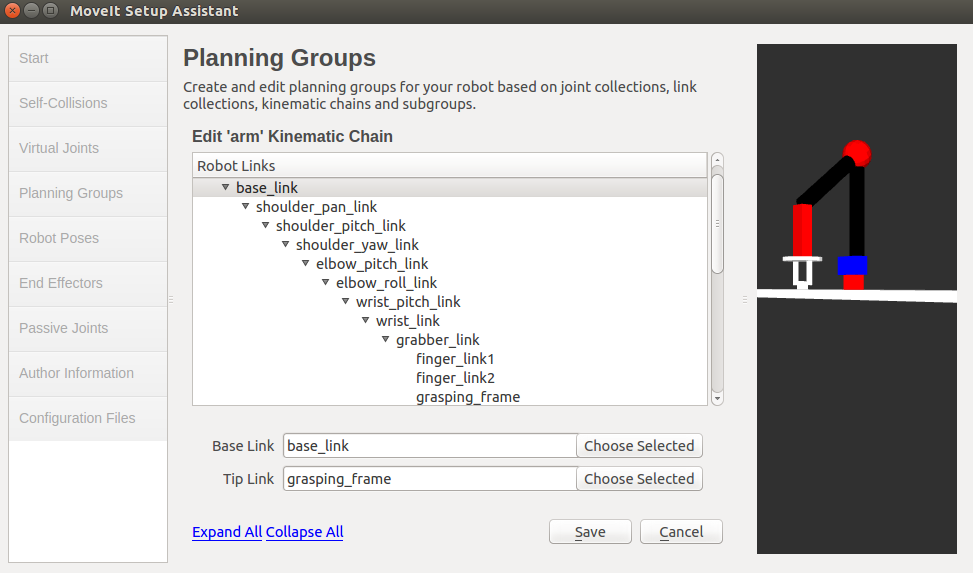 MoveIt Setup Assistant
Start
Self-Collisions
Virtual Joints
Planning Groups
Robot Poses
End Effectors
Passive Joints
Author Information
Configuration Files
Planning Groups
Create and edit planning groups for your robot based on joint collections, link
collections, kinematic chains and subgroups.
Edit 'arm' Kinematic Chain
Robot Links
base_link
shoulder_pan_link
shoulder_pitch_link
shoulder_yaw_link
elbow_pitch_link
elbow_roll_link
wrist_pitch_link
wrist_link
grabber_link
finger_link1
finger_link2
grasping_frame
Base Link base_link Choose Selected
Tip Link grasping_frame Choose Selected
Expand All Collapse All Save Cancel